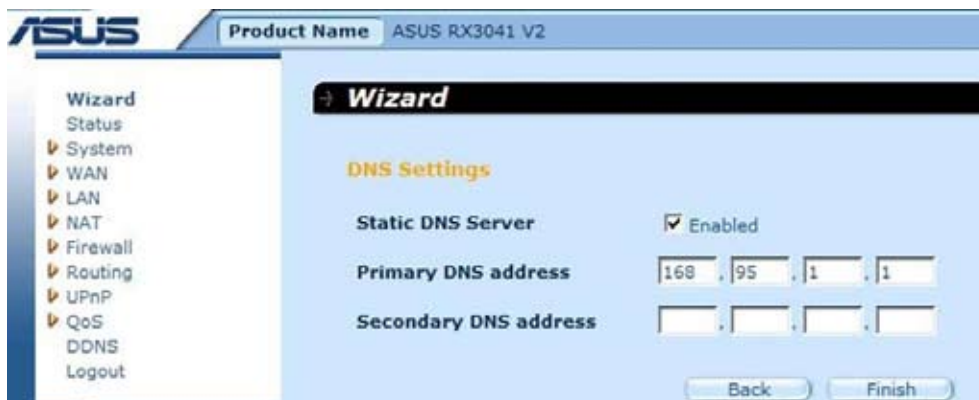 ASUS
Product Name ASUS RX3041 V2
Wizard
Status
System
WAN
LAN
NAT
Firewall
Routing
UPnP
QoS
DDNS
Logout
Wizard
DNS Settings
Static DNS Server Enabled
Primary DNS address 168 . 95 . 1 . 1
Secondary DNS address . . .
Back Finish